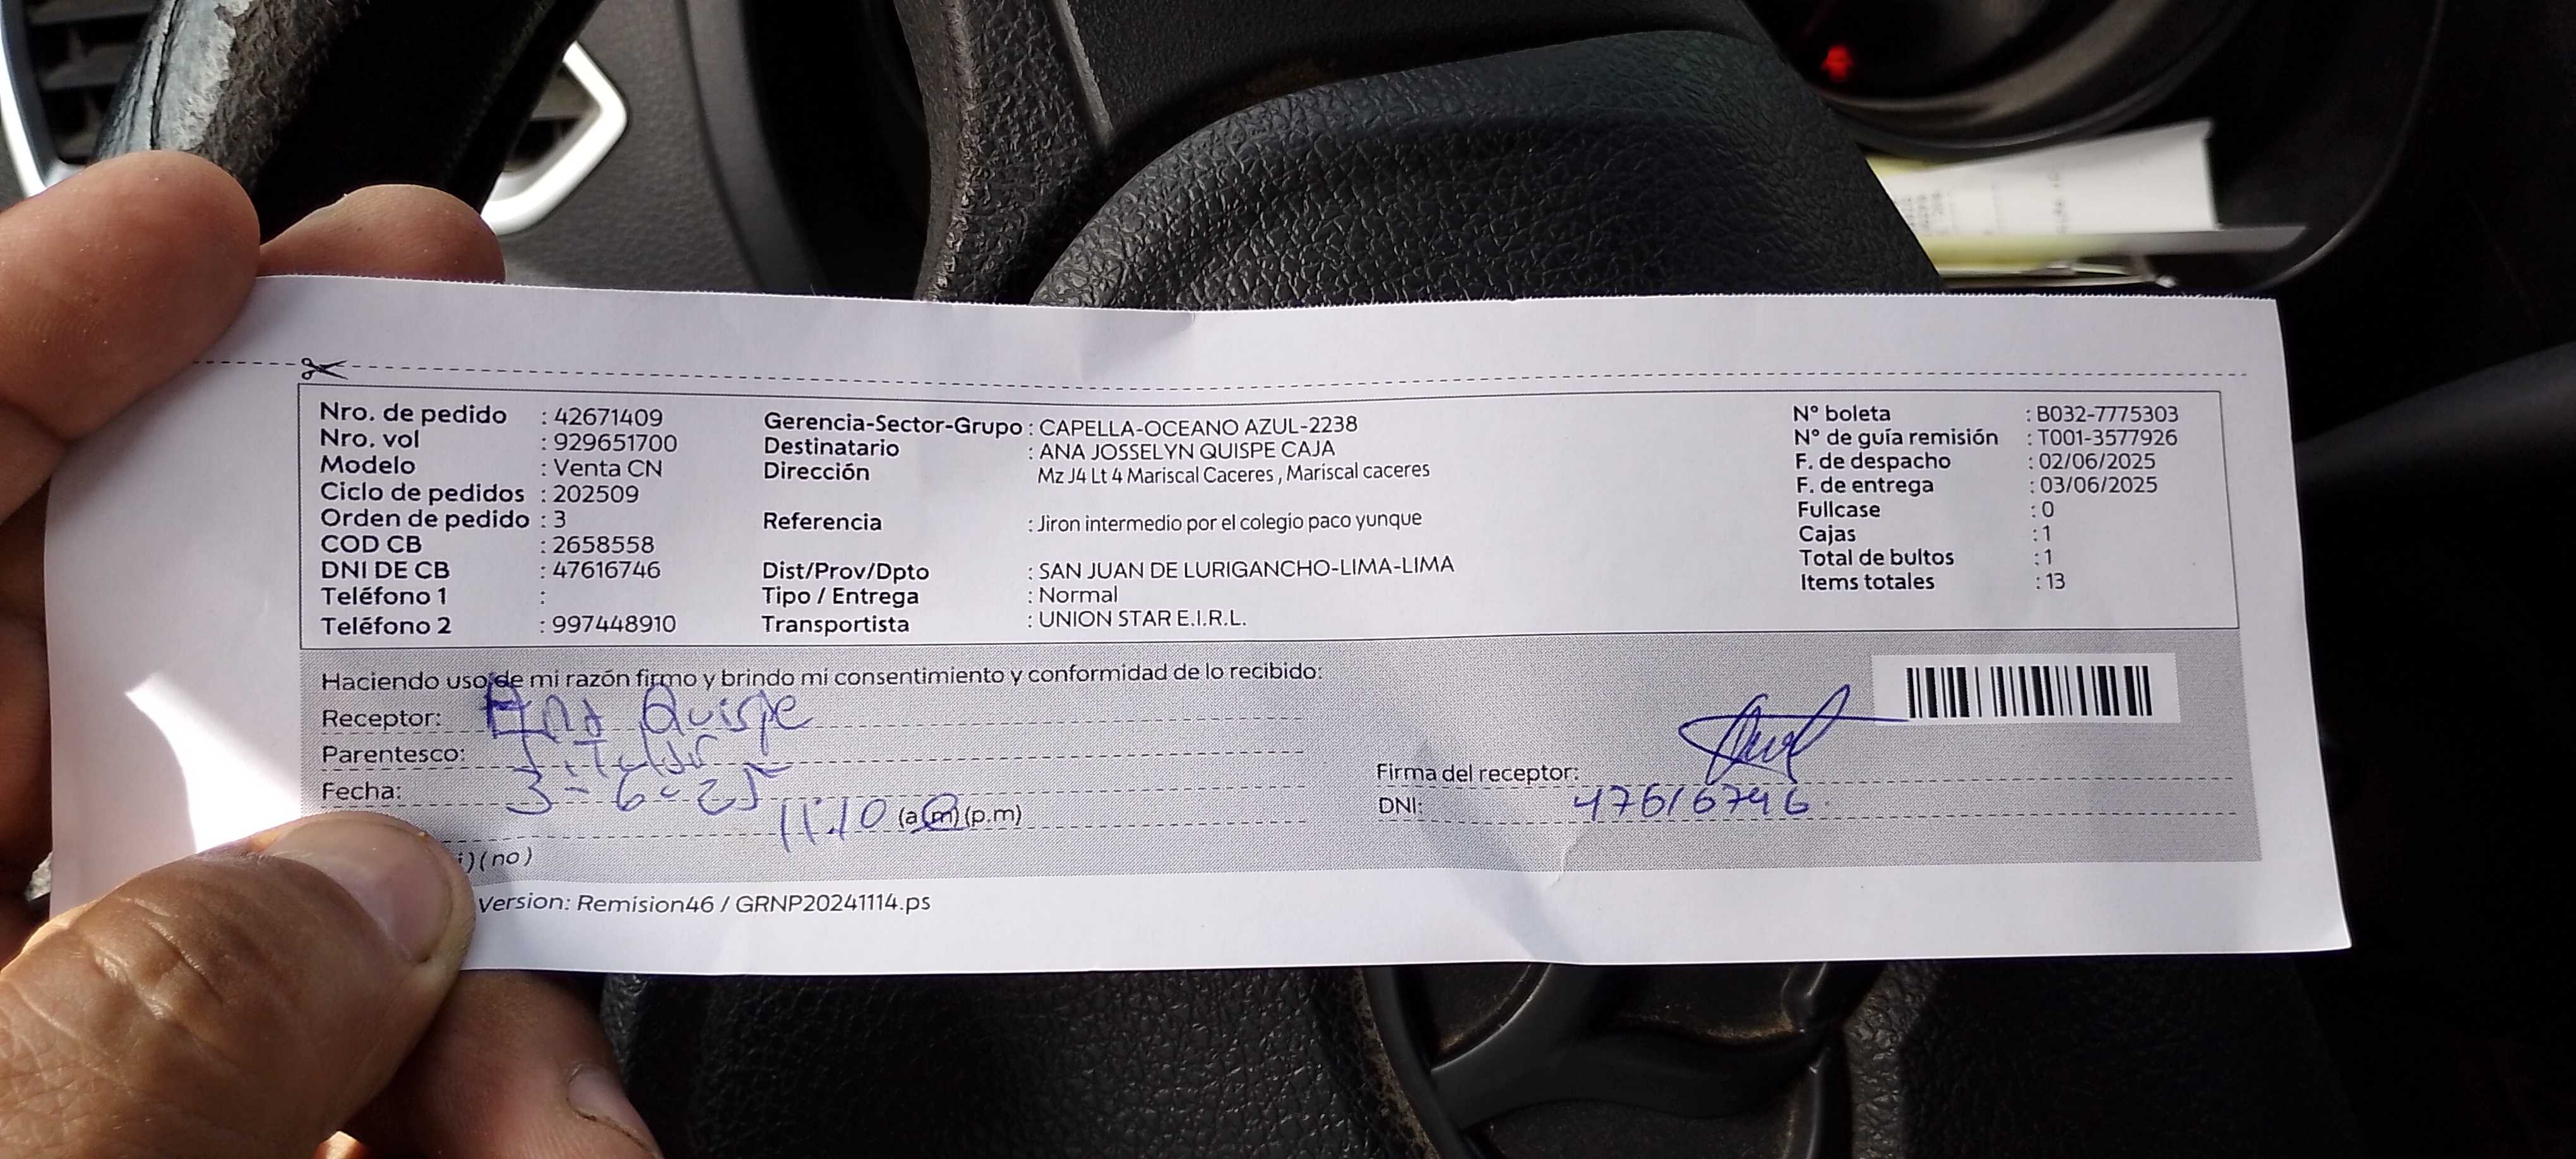 Nro. de pedido : 42671409
Nro. vol : 929651700
Modelo : Venta CN
Ciclo de pedidos : 202509
Orden de pedido : 3
COD CB : 2658558
DNI DE CB : 47616746
Teléfono 1 :
Teléfono 2 : 997448910
Gerencia-Sector-Grupo : CAPELLA-OCEANO AZUL-2238
Destinatario : ANA JOSSELYN QUISPE CAJA
Dirección Mz J4 Lt 4 Mariscal Caceres , Mariscal caceres
Referencia : Jiron intermedio por el colegio paco yunque
Dist/Prov/Dpto : SAN JUAN DE LURIGANCHO-LIMA-LIMA
Tipo / Entrega : Normal
Transportista : UNION STAR E.I.R.L.
N° boleta : B032-7775303
N° de guía remisión : T001-3577926
F. de despacho : 02/06/2025
F. de entrega : 03/06/2025
Fullcase : 0
Cajas : 1
Total de bultos : 1
Items totales : 13
Haciendo uso de mi razón firmo y brindo mi consentimiento y conformidad de lo recibido:
Receptor: Ana Quispe
Parentesco: Titular
Fecha: 3-6-25
11:10 (a.m) (p.m)
)(no)
Firma del receptor:
DNI: 47616746
Version: Remision46 / GRNP20241114.ps